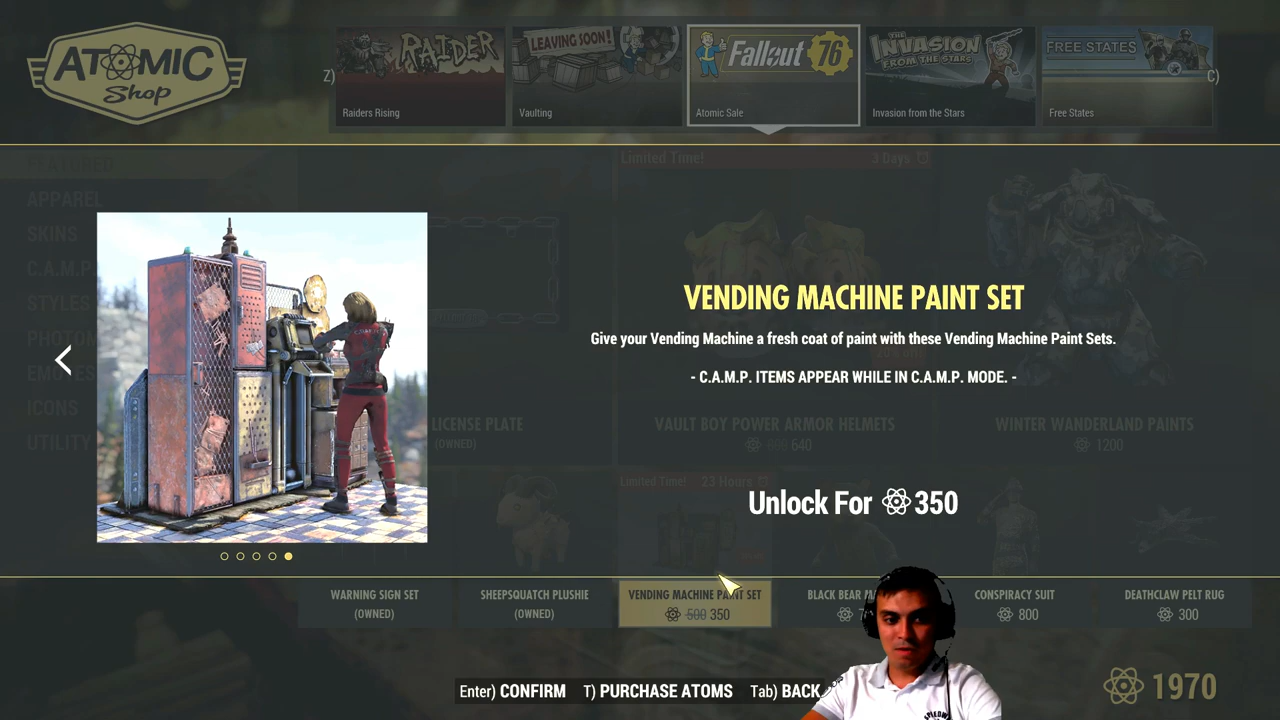 ATOMIC
Shop
Z)
RAIDER
Raiders Rising
LEAVING SOON!
Vaulting
Fallout 76
Atomic Sale
THE INVASION
FROM THE STARS
Invasion from the Stars
FREE STATES
Free States
C)
FEATURED
APPAREL
SKINS
C.A.M.P.
STYLES
ICONS
UTILITY
Limited Time!
3 Days
VENDING MACHINE PAINT SET
Give your Vending Machine a fresh coat of paint with these Vending Machine Paint Sets.
- C.A.M.P. ITEMS APPEAR WHILE IN C.A.M.P. MODE. -
LICENSE PLATE
(OWNED)
VAULT BOY POWER ARMOR HELMETS
800 640
WINTER WANDERLAND PAINTS
1200
Limited Time!
23 Hours
Unlock For 350
WARNING SIGN SET
(OWNED)
SHEEPSQUATCH PLUSHIE
(OWNED)
VENDING MACHINE PAINT SET
500 350
BLACK BEAR
CONSPIRACY SUIT
800
DEATHCLAW PELT RUG
300
Enter) CONFIRM
T) PURCHASE ATOMS
Tab) BACK
1970